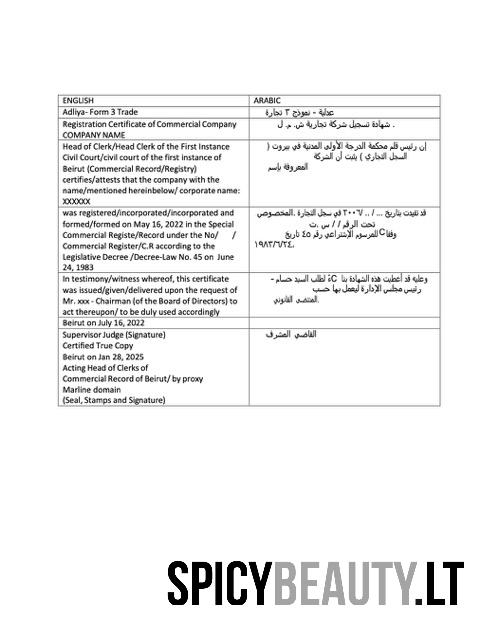 ENGLISH
ARABIC
Adliya- Form 3 Trade
عدلية - نموذج ٣ تجارة
Registration Certificate of Commercial Company
COMPANY NAME
شهادة تسجيل شركة تجارية ش. م. ل .
Head of Clerk/Head Clerk of the First Instance
Civil Court/civil court of the first instance of
Beirut (Commercial Record/Registry)
certifies/attests that the company with the
name/mentioned hereinbelow/ corporate name:
XXXXXX
إن رئيس قلم محكمة الدرجة الأولى المدنية في بيروت (
السجل التجاري ) يثبت أن الشركة
المعروفة بإسم
was registered/incorporated/incorporated and
formed/formed on May 16, 2022 in the Special
Commercial Registe/Record under the No/ /
Commercial Register/C.R according to the
Legislative Decree /Decree-Law No. 45 on June
24, 1983
قد تقيدت بتاريخ ... / .. /٢٠٠٦ في سجل التجارة .المخصوص
تحت الرقم / / س .ت
وفقاً للمرسوم الإشتراعي رقم ٤٥ تاريخ
١٩٨٣/٦/٢٤.
In testimony/witness whereof, this certificate
was issued/given/delivered upon the request of
Mr. xxx - Chairman (of the Board of Directors) to
act thereupon/ to be duly used accordingly
وعليه قد أعطيت هذه الشهادة بناءً لطلب السيد حسام -
رئيس مجلس الإدارة ليعمل بها حسب
المقتضى القانوني.
Beirut on July 16, 2022
Supervisor Judge (Signature)
Certified True Copy
Beirut on Jan 28, 2025
Acting Head of Clerks of
Commercial Record of Beirut/ by proxy
Marline domain
(Seal, Stamps and Signature)
القاضي المشرف
SPICYBEAUTY.LT